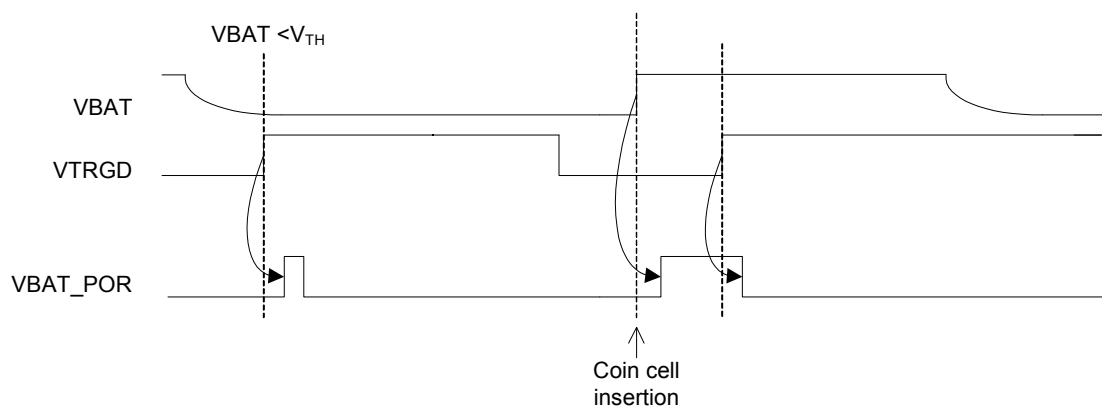 VBAT <VTH
VBAT
VTRGD
VBAT_POR
Coin cell
insertion